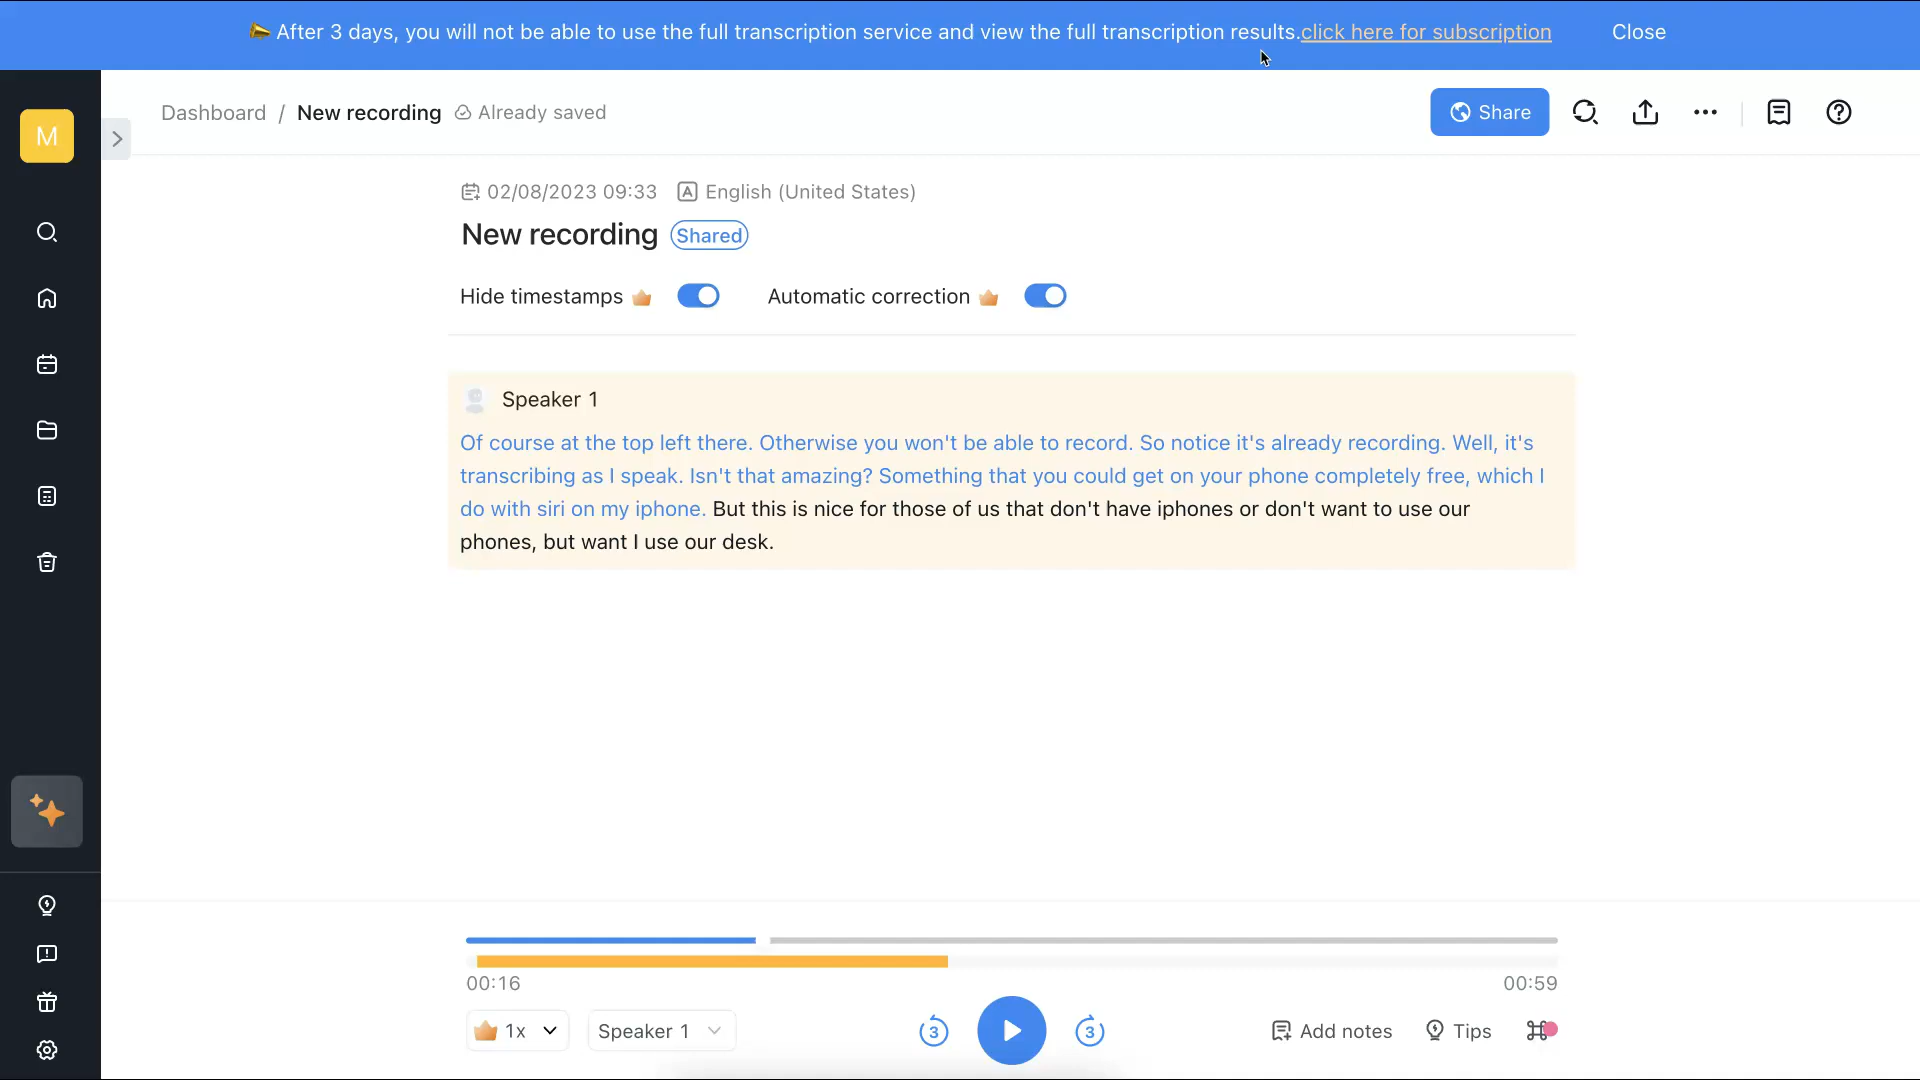 After 3 days, you will not be able to use the full transcription service and view the full transcription results.click here for subscription Close
M
Dashboard / New recording Already saved
Share
02/08/2023 09:33 English (United States)
New recording Shared
Hide timestamps Automatic correction
Speaker 1
Of course at the top left there. Otherwise you won't be able to record. So notice it's already recording. Well, it's
transcribing as I speak. Isn't that amazing? Something that you could get on your phone completely free, which I
do with siri on my iphone. But this is nice for those of us that don't have iphones or don't want to use our
phones, but want I use our desk.
00:16 00:59
1x Speaker 1 3 3 Add notes Tips